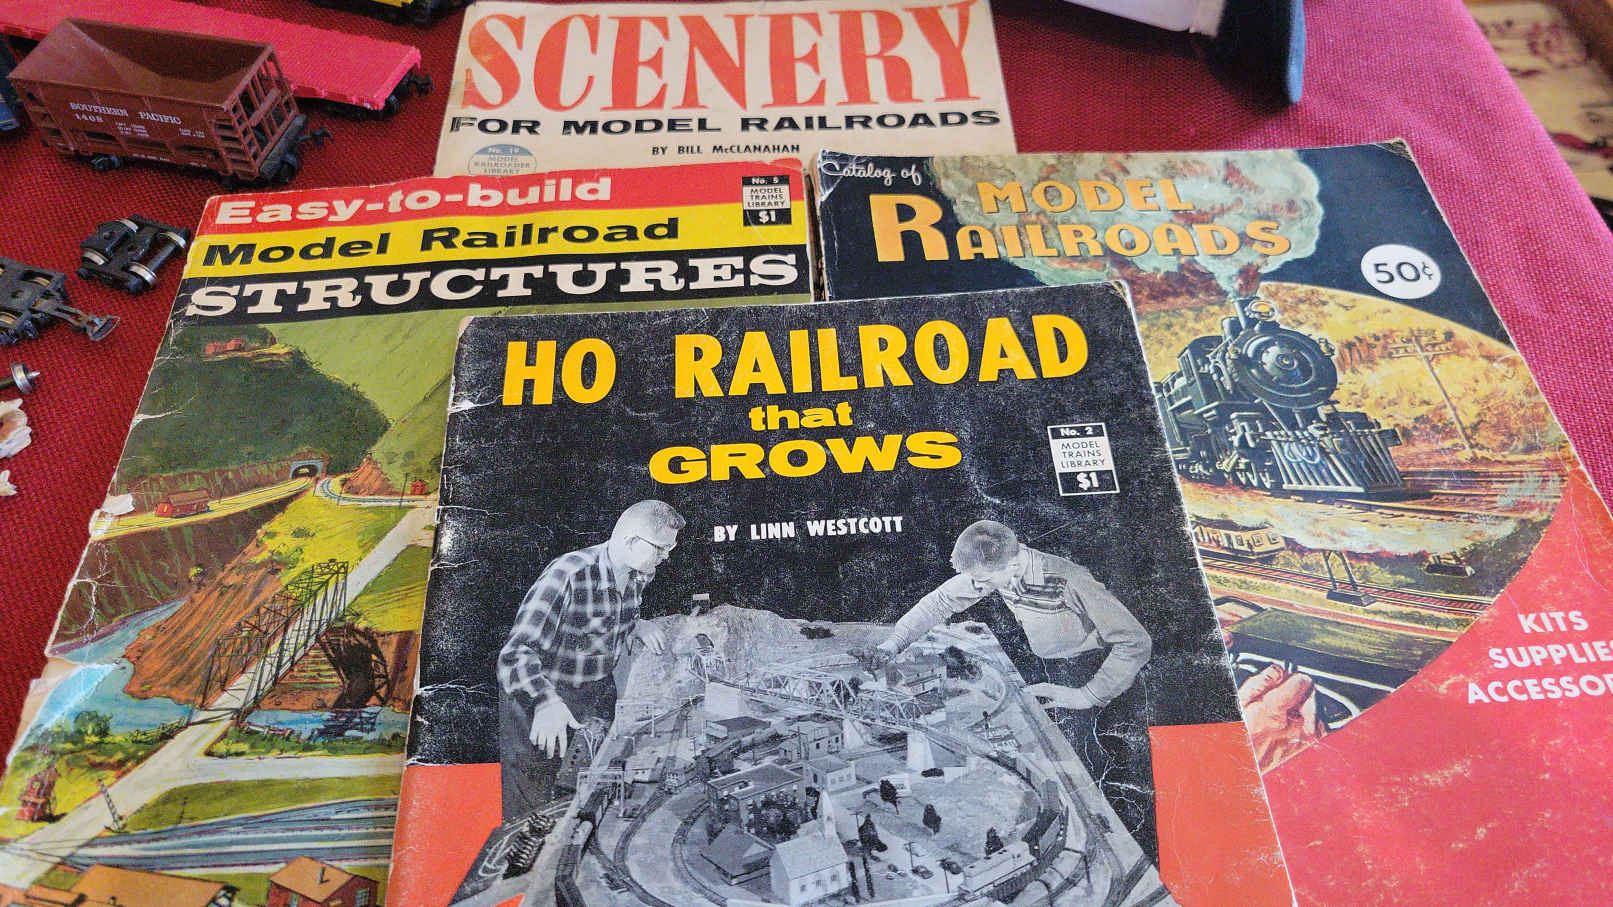 SCENERY
FOR MODEL RAILROADS
BY BILL McCLANAHAN
No. 19
MODEL
RAILROADER
LIBRARY
SOUTHERN PACIFIC
1408
Easy-to-build
Model Railroad
STRUCTURES
No. 5
MODEL
TRAINS
LIBRARY
$1
Catalog of
MODEL
RAILROADS
50¢
KITS
SUPPLIE
ACCESSOR
HO RAILROAD
that
GROWS
BY LINN WESTCOTT
No. 2
MODEL
TRAINS
LIBRARY
$1